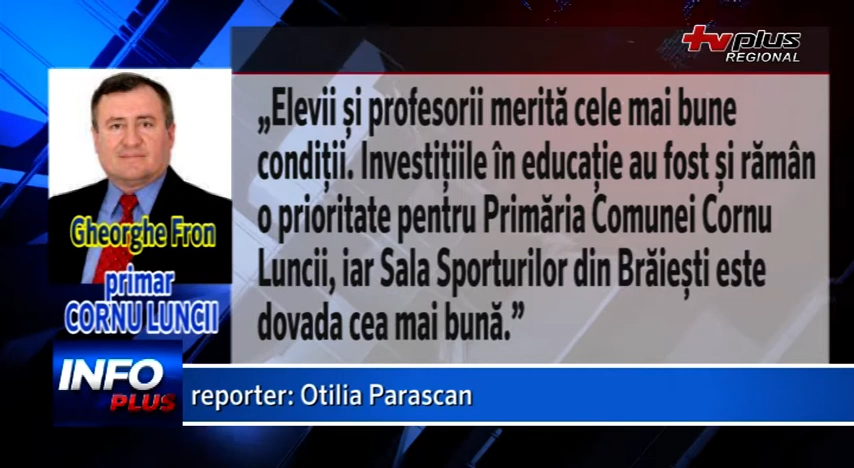 tv plus
REGIONAL
„Elevii și profesorii merită cele mai bune
condiții. Investițiile în educație au fost și rămân
o prioritate pentru Primăria Comunei Cornu
Luncii, iar Sala Sporturilor din Brăiești este
dovada cea mai bună.”
Gheorghe Fron
primar
CORNU LUNCII
INFO
PLUS
reporter: Otilia Parascan